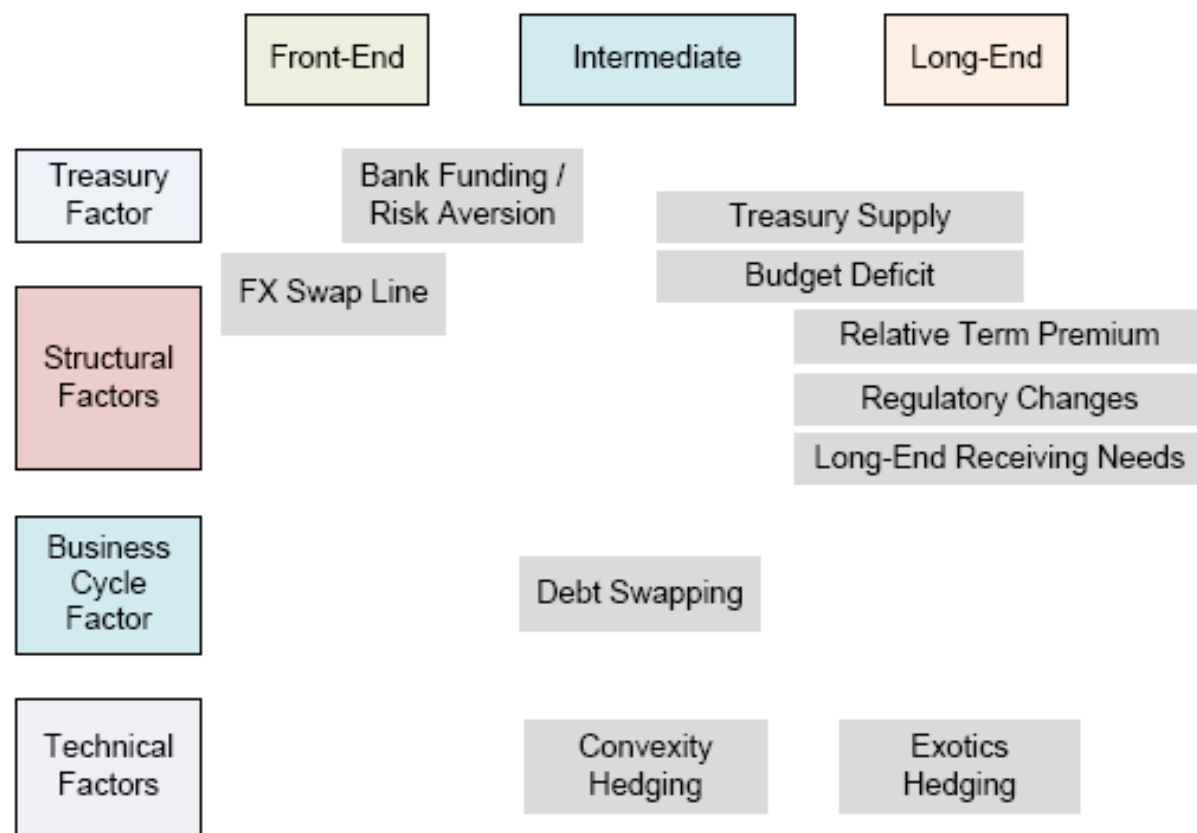 Front-End
Intermediate
Long-End
Treasury
Factor
Bank Funding /
Risk Aversion
Treasury Supply
FX Swap Line
Budget Deficit
Structural
Factors
Relative Term Premium
Regulatory Changes
Long-End Receiving Needs
Business
Cycle
Factor
Debt Swapping
Technical
Factors
Convexity
Hedging
Exotics
Hedging